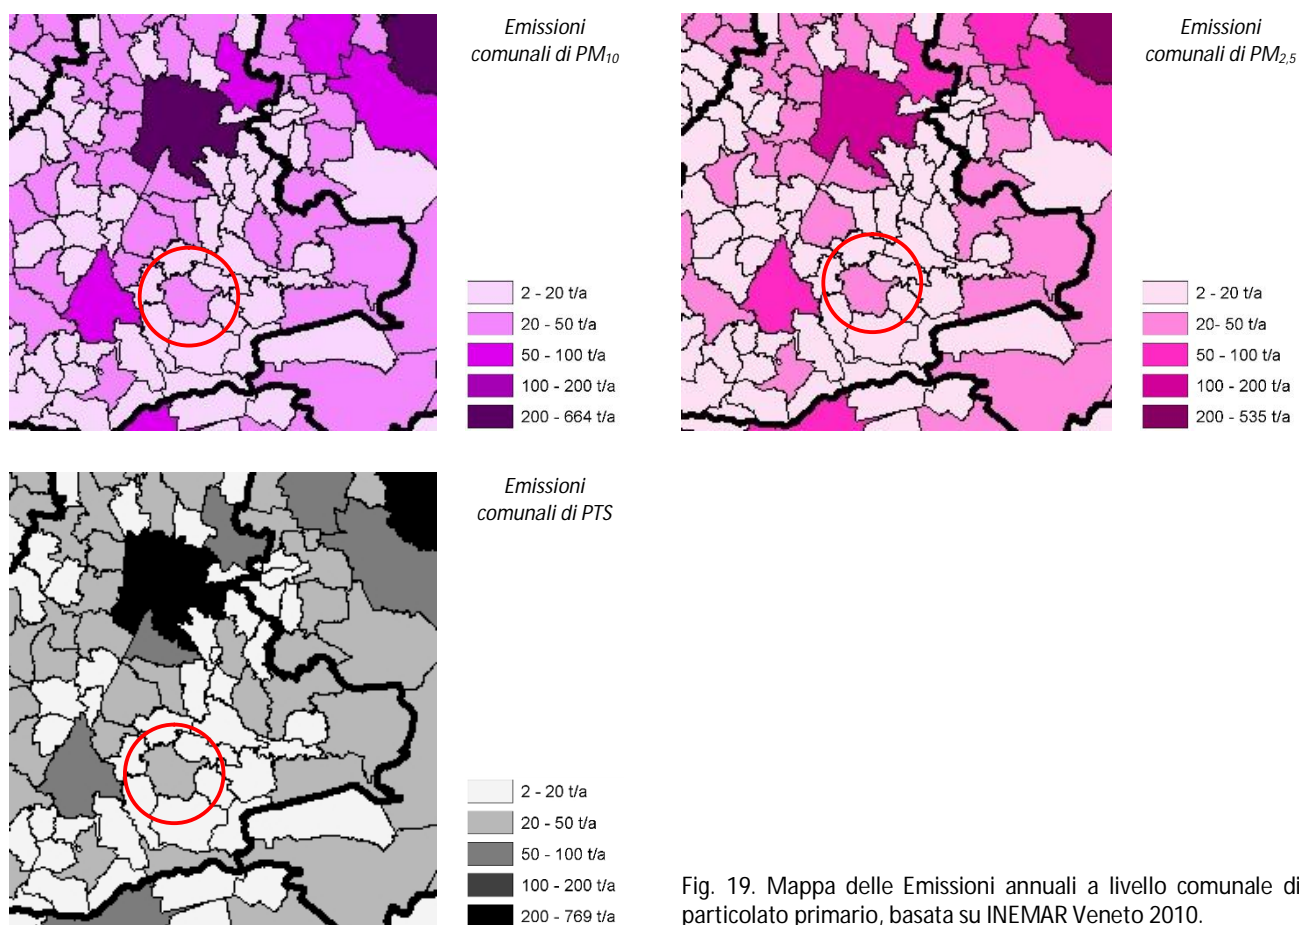 Emissioni
comunali di PM10
2 - 20 t/a
20 - 50 t/a
50 - 100 t/a
100 - 200 t/a
200 - 664 t/a
Emissioni
comunali di PM2,5
2 - 20 t/a
20- 50 t/a
50 - 100 t/a
100 - 200 t/a
200 - 535 t/a
Emissioni
comunali di PTS
2 - 20 t/a
20 - 50 t/a
50 - 100 t/a
100 - 200 t/a
200 - 769 t/a
Fig. 19. Mappa delle Emissioni annuali a livello comunale di
particolato primario, basata su INEMAR Veneto 2010.